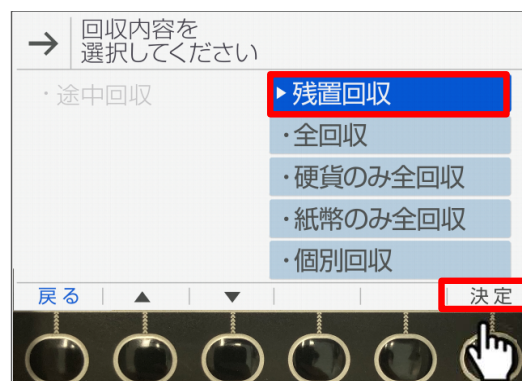 → 回収内容を
選択してください
・途中回収
▶残置回収
・全回収
・硬貨のみ全回収
・紙幣のみ全回収
・個別回収
戻る ▲ ▼ 決定